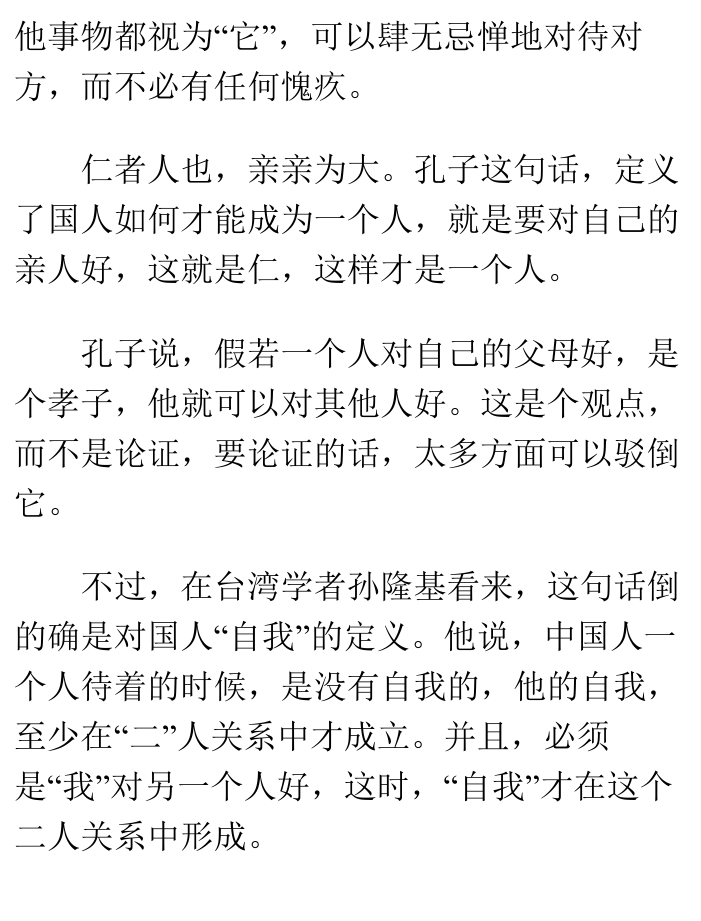 他事物都视为“它”，可以肆无忌惮地对待对
方，而不必有任何愧疚。
仁者人也，亲亲为大。孔子这句话，定义
了国人如何才能成为一个人，就是要对自己的
亲人好，这就是仁，这样才是一个人。
孔子说，假若一个人对自己的父母好，是
个孝子，他就可以对其他人好。这是个观点，
而不是论证，要论证的话，太多方面可以驳倒
它。
不过，在台湾学者孙隆基看来，这句话倒
的确是对国人“自我”的定义。他说，中国人一
个人待着的时候，是没有自我的，他的自我，
至少在“二”人关系中才成立。并且，必须
是“我”对另一个人好，这时，“自我”才在这个
二人关系中形成。